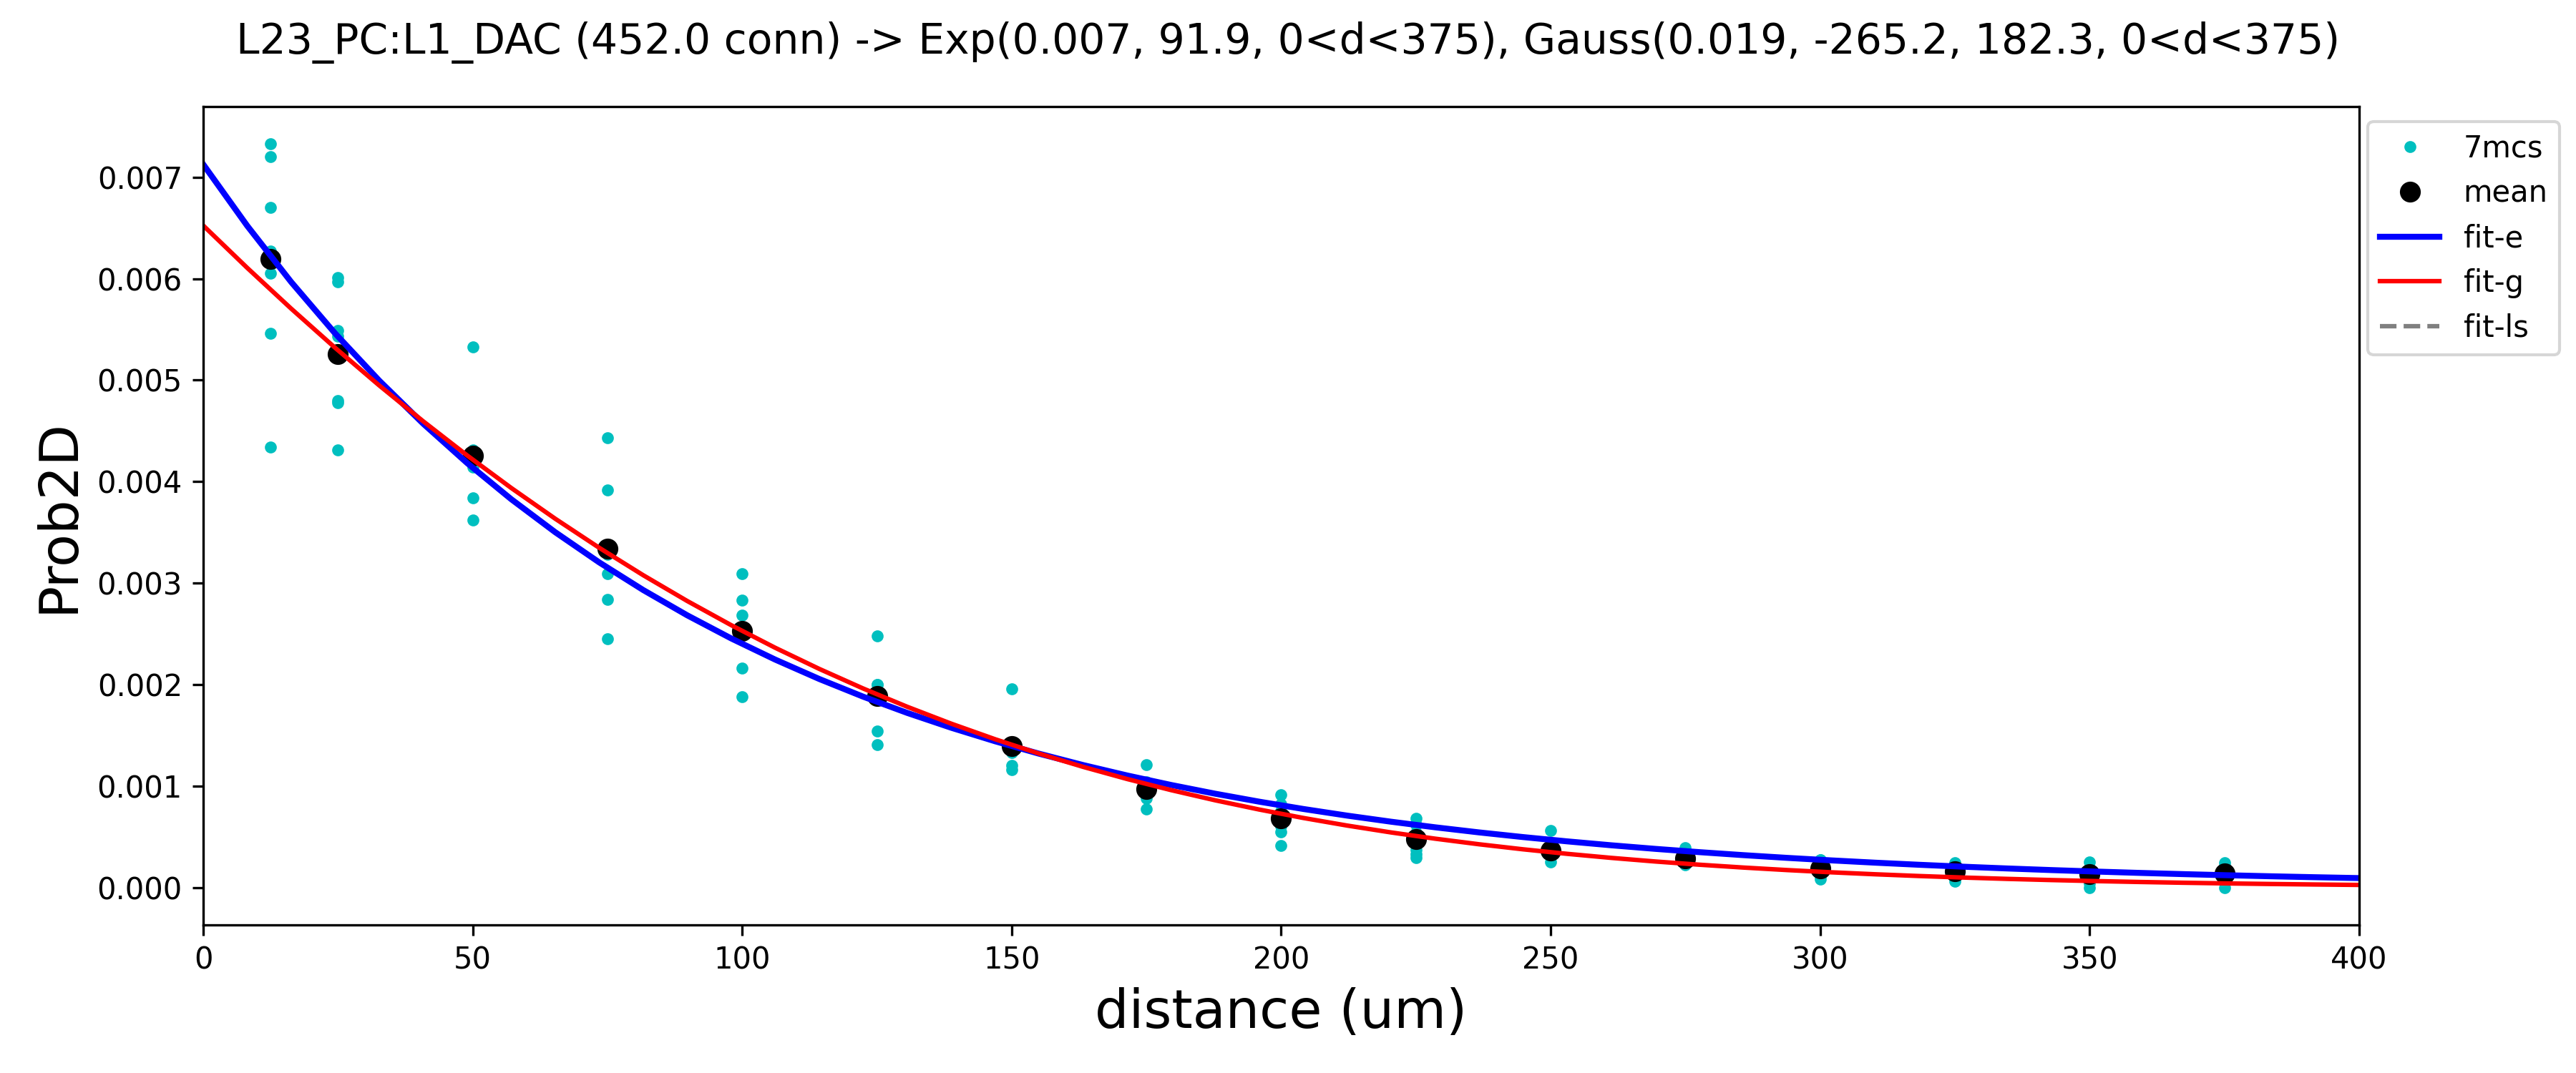 L23_PC:L1_DAC (452.0 conn) -> Exp(0.007, 91.9, 0<d<375), Gauss(0.019, -265.2, 182.3, 0<d<375)
7mcs
mean
fit-e
fit-g
fit-ls
Prob2D
0.007
0.006
0.005
0.004
0.003
0.002
0.001
0.000
0 50 100 150 200 250 300 350 400
distance (um)